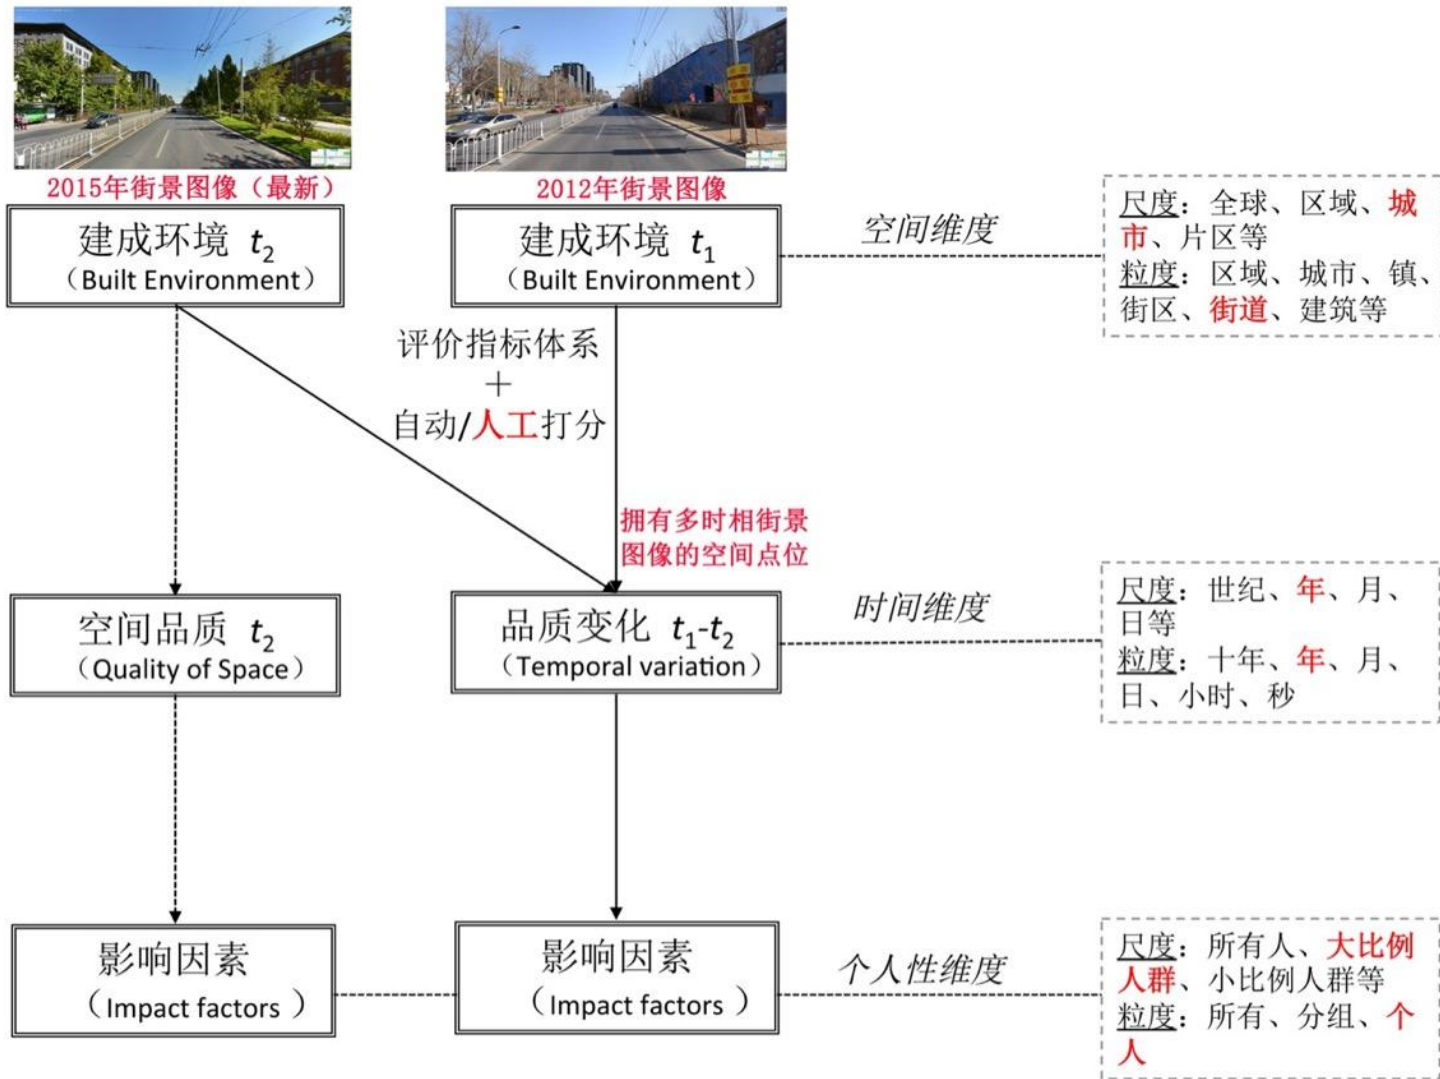 2015年街景图像（最新）
2012年街景图像
建成环境 t2
（Built Environment）
建成环境 t1
（Built Environment）
空间维度
尺度：全球、区域、城
市、片区等
粒度：区域、城市、镇、
街区、街道、建筑等
评价指标体系
＋
自动/人工打分
拥有多时相街景
图像的空间点位
空间品质 t2
（Quality of Space）
品质变化 t1-t2
（Temporal variation）
时间维度
尺度：世纪、年、月、
日等
粒度：十年、年、月、
日、小时、秒
影响因素
（Impact factors ）
影响因素
（Impact factors ）
个人性维度
尺度：所有人、大比例
人群、小比例人群等
粒度：所有、分组、个
人